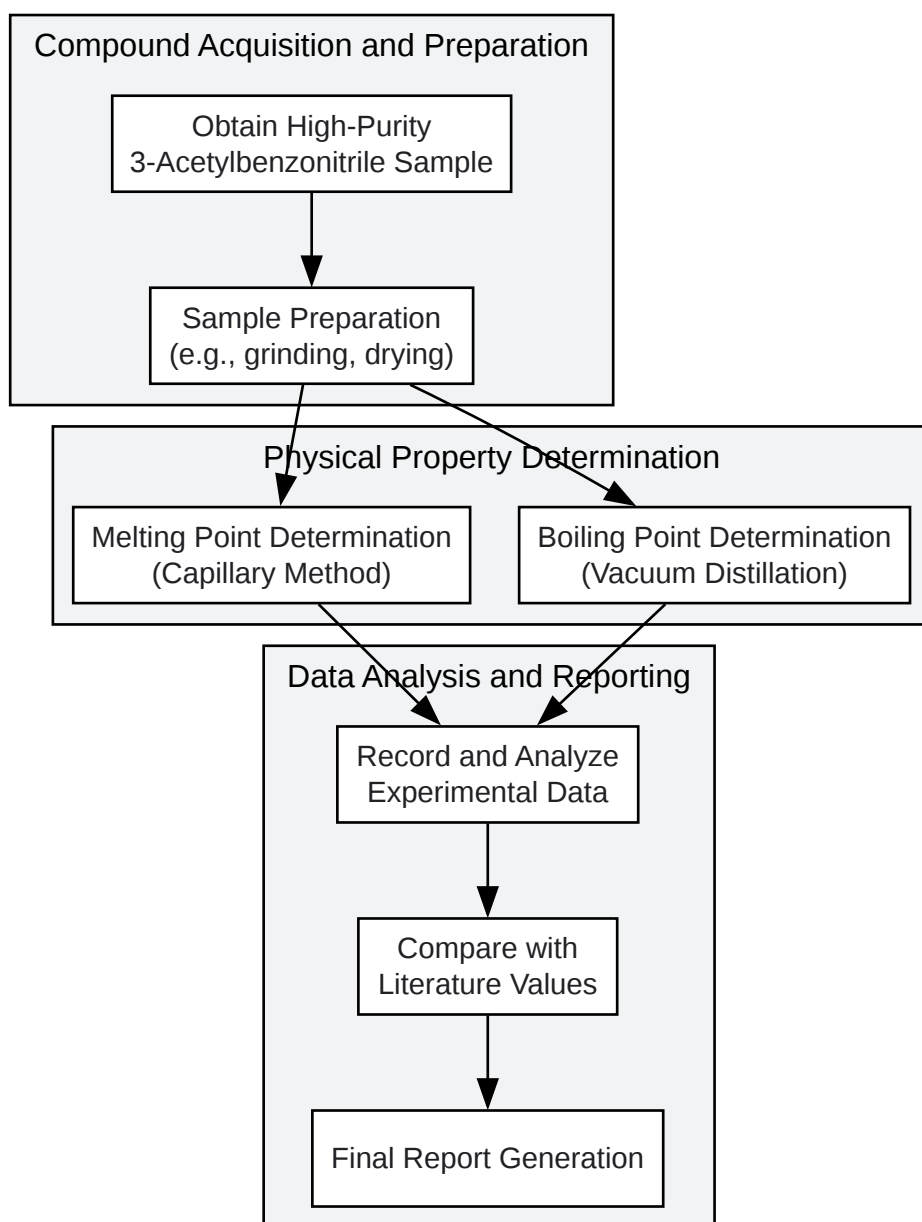 Compound Acquisition and Preparation
Obtain High-Purity
3-Acetylbenzonitrile Sample
Sample Preparation
(e.g., grinding, drying)
Physical Property Determination
Melting Point Determination
(Capillary Method)
Boiling Point Determination
(Vacuum Distillation)
Data Analysis and Reporting
Record and Analyze
Experimental Data
Compare with
Literature Values
Final Report Generation